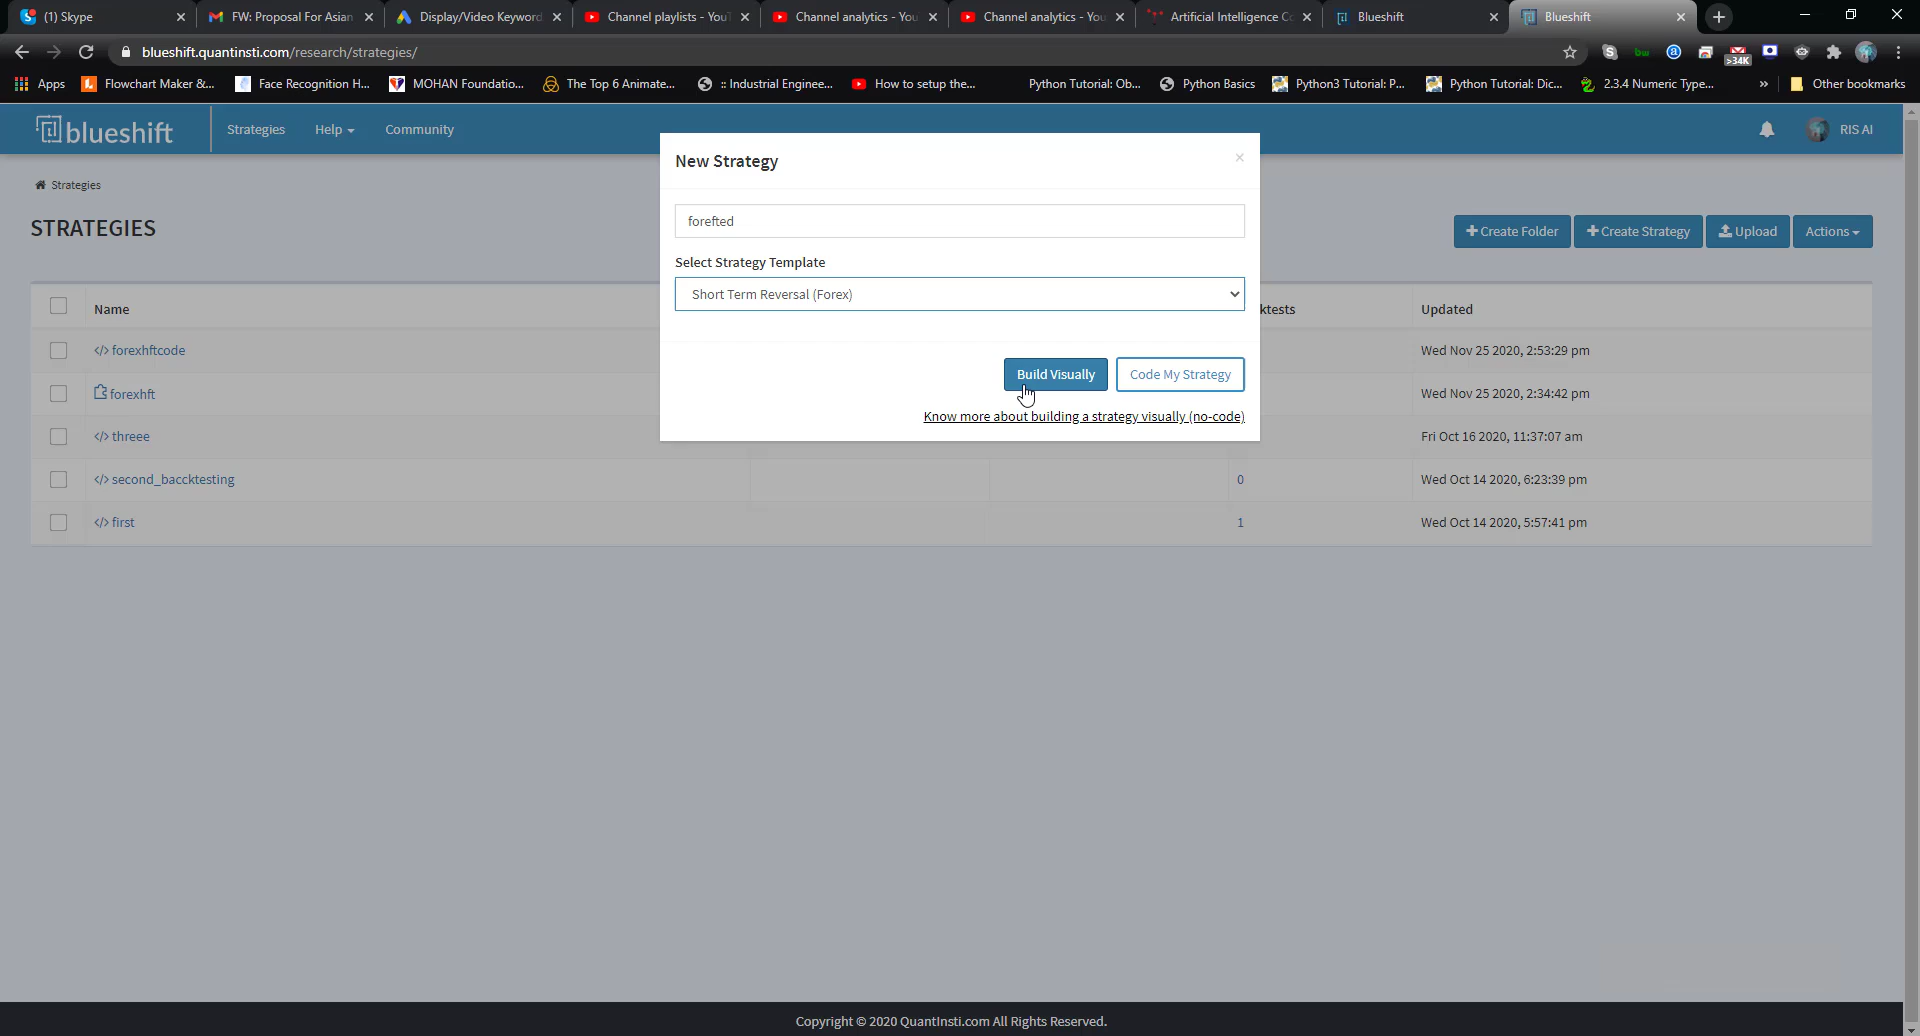 (1) Skype
FW: Proposal For Asian
Display/Video Keyword
Channel playlists - You
Channel analytics - You
Channel analytics - You
Artificial Intelligence Co
Blueshift
Blueshift
blueshift.quantinsti.com/research/strategies/
>34K
Apps
Flowchart Maker &...
Face Recognition H...
MOHAN Foundatio...
The Top 6 Animate...
:: Industrial Enginee...
How to setup the...
Python Tutorial: Ob...
Python Basics
Python3 Tutorial: P...
Python Tutorial: Dic...
2.3.4 Numeric Type...
»
Other bookmarks
blueshift
Strategies
Help
Community
RIS AI
New Strategy
×
forefted
Select Strategy Template
Short Term Reversal (Forex)
Build Visually
Code My Strategy
Know more about building a strategy visually (no-code)
Strategies
STRATEGIES
Create Folder
Create Strategy
Upload
Actions
Name
ktests
Updated
</> forexhftcode
Wed Nov 25 2020, 2:53:29 pm
forexhft
Wed Nov 25 2020, 2:34:42 pm
</> threee
Fri Oct 16 2020, 11:37:07 am
</> second_baccktesting
0
Wed Oct 14 2020, 6:23:39 pm
</> first
1
Wed Oct 14 2020, 5:57:41 pm
Copyright © 2020 QuantInsti.com All Rights Reserved.